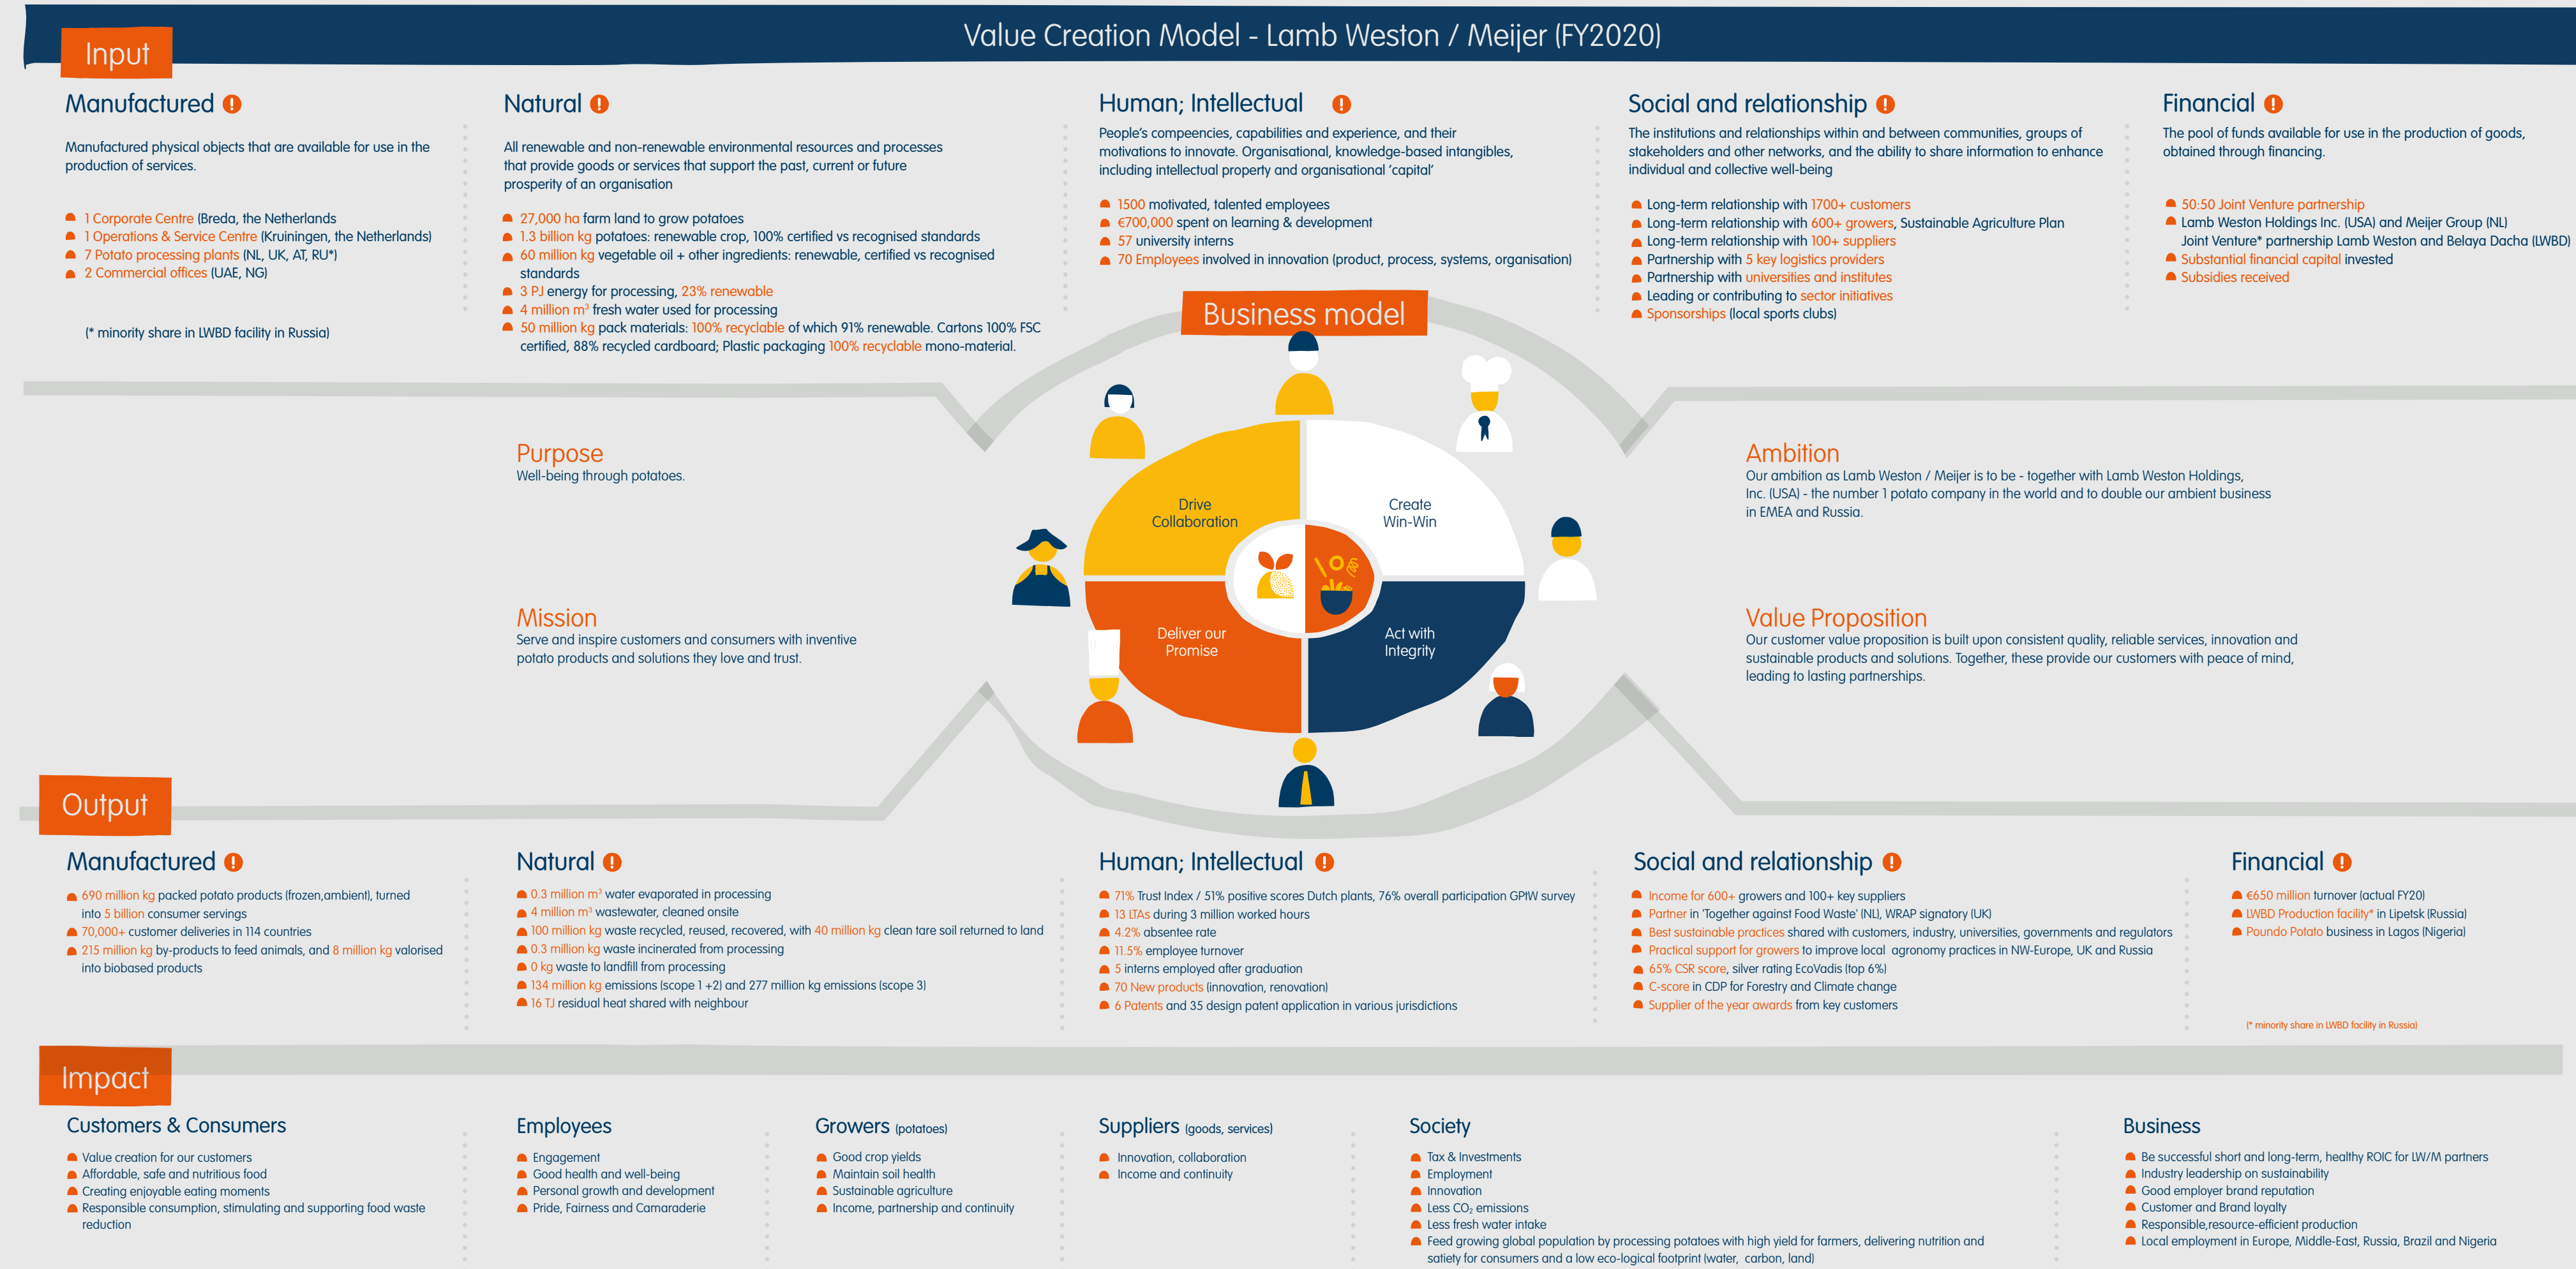 Value Creation Model - Lamb Weston / Meijer (FY2020)
Input
Manufactured
Manufactured physical objects that are available for use in the
production of services.
1 Corporate Centre (Breda, the Netherlands
1 Operations & Service Centre (Kruiningen, the Netherlands)
7 Potato processing plants (NL, UK, AT, RU*)
2 Commercial offices (UAE, NG)
(* minority share in LWBD facility in Russia)
Natural
All renewable and non-renewable environmental resources and processes
that provide goods or services that support the past, current or future
prosperity of an organisation
27,000 ha farm land to grow potatoes
1.3 billion kg potatoes: renewable crop, 100% certified vs recognised standards
60 million kg vegetable oil + other ingredients: renewable, certified vs recognised
standards
3 PJ energy for processing, 23% renewable
4 million m³ fresh water used for processing
50 million kg pack materials: 100% recyclable of which 91% renewable. Cartons 100% FSC
certified, 88% recycled cardboard; Plastic packaging 100% recyclable mono-material.
Human; Intellectual
People's compeencies, capabilities and experience, and their
motivations to innovate. Organisational, knowledge-based intangibles,
including intellectual property and organisational 'capital'
1500 motivated, talented employees
€700,000 spent on learning & development
57 university interns
70 Employees involved in innovation (product, process, systems, organisation)
Social and relationship
The institutions and relationships within and between communities, groups of
stakeholders and other networks, and the ability to share information to enhance
individual and collective well-being
Long-term relationship with 1700+ customers
Long-term relationship with 600+ growers, Sustainable Agriculture Plan
Long-term relationship with 100+ suppliers
Partnership with 5 key logistics providers
Partnership with universities and institutes
Leading or contributing to sector initiatives
Sponsorships (local sports clubs)
Financial
The pool of funds available for use in the production of goods,
obtained through financing.
50:50 Joint Venture partnership
Lamb Weston Holdings Inc. (USA) and Meijer Group (NL)
Joint Venture* partnership Lamb Weston and Belaya Dacha (LWBD)
Substantial financial capital invested
Subsidies received
Business model
Purpose
Well-being through potatoes.
Mission
Serve and inspire customers and consumers with inventive
potato products and solutions they love and trust.
Drive
Collaboration
Create
Win-Win
Deliver our
Promise
Act with
Integrity
Ambition
Our ambition as Lamb Weston / Meijer is to be - together with Lamb Weston Holdings,
Inc. (USA) - the number 1 potato company in the world and to double our ambient business
in EMEA and Russia.
Value Proposition
Our customer value proposition is built upon consistent quality, reliable services, innovation and
sustainable products and solutions. Together, these provide our customers with peace of mind,
leading to lasting partnerships.
Output
Manufactured
690 million kg packed potato products (frozen,ambient), turned
into 5 billion consumer servings
70,000+ customer deliveries in 114 countries
215 million kg by-products to feed animals, and 8 million kg valorised
into biobased products
Natural
0.3 million m³ water evaporated in processing
4 million m³ wastewater, cleaned onsite
100 million kg waste recycled, reused, recovered, with 40 million kg clean tare soil returned to land
0.3 million kg waste incinerated from processing
0 kg waste to landfill from processing
134 million kg emissions (scope 1 +2) and 277 million kg emissions (scope 3)
16 TJ residual heat shared with neighbour
Human; Intellectual
71% Trust Index / 51% positive scores Dutch plants, 76% overall participation GPtW survey
13 LTAs during 3 million worked hours
4.2% absentee rate
11.5% employee turnover
5 interns employed after graduation
70 New products (innovation, renovation)
6 Patents and 35 design patent application in various jurisdictions
Social and relationship
Income for 600+ growers and 100+ key suppliers
Partner in 'Together against Food Waste' (NL), WRAP signatory (UK)
Best sustainable practices shared with customers, industry, universities, governments and regulators
Practical support for growers to improve local agronomy practices in NW-Europe, UK and Russia
65% CSR score, silver rating EcoVadis (top 6%)
C-score in CDP for Forestry and Climate change
Supplier of the year awards from key customers
Financial
€650 million turnover (actual FY20)
LWBD Production facility* in Lipetsk (Russia)
Poundo Potato business in Lagos (Nigeria)
(* minority share in LWBD facility in Russia)
Impact
Customers & Consumers
Value creation for our customers
Affordable, safe and nutritious food
Creating enjoyable eating moments
Responsible consumption, stimulating and supporting food waste
reduction
Employees
Engagement
Good health and well-being
Personal growth and development
Pride, Fairness and Camaraderie
Growers (potatoes)
Good crop yields
Maintain soil health
Sustainable agriculture
Income, partnership and continuity
Suppliers (goods, services)
Innovation, collaboration
Income and continuity
Society
Tax & Investments
Employment
Innovation
Less CO₂ emissions
Less fresh water intake
Feed growing global population by processing potatoes with high yield for farmers, delivering nutrition and
satiety for consumers and a low eco-logical footprint (water, carbon, land)
Business
Be successful short and long-term, healthy ROIC for LW/M partners
Industry leadership on sustainability
Good employer brand reputation
Customer and Brand loyalty
Responsible,resource-efficient production
Local employment in Europe, Middle-East, Russia, Brazil and Nigeria